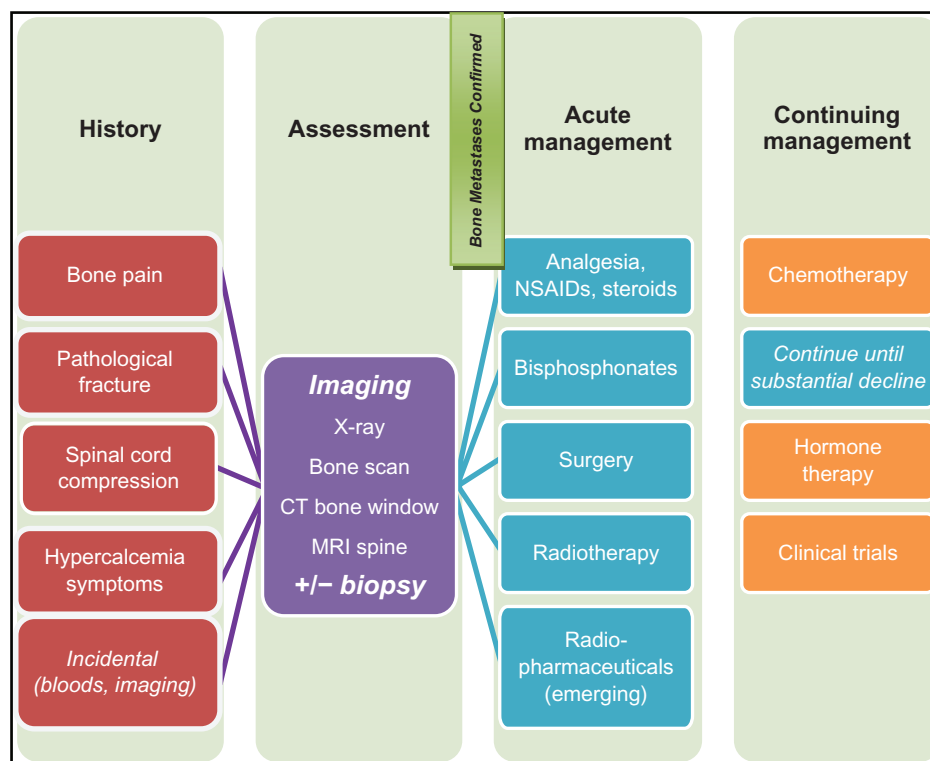 History
Bone pain
Pathological
fracture
Spinal cord
compression
Hypercalcemia
symptoms
Incidental
(bloods, imaging)
Assessment
Imaging
X-ray
Bone scan
CT bone window
MRI spine
+/− biopsy
Bone Metastases Confirmed
Acute
management
Analgesia,
NSAIDs, steroids
Bisphosphonates
Surgery
Radiotherapy
Radio-
pharmaceuticals
(emerging)
Continuing
management
Chemotherapy
Continue until
substantial decline
Hormone
therapy
Clinical trials